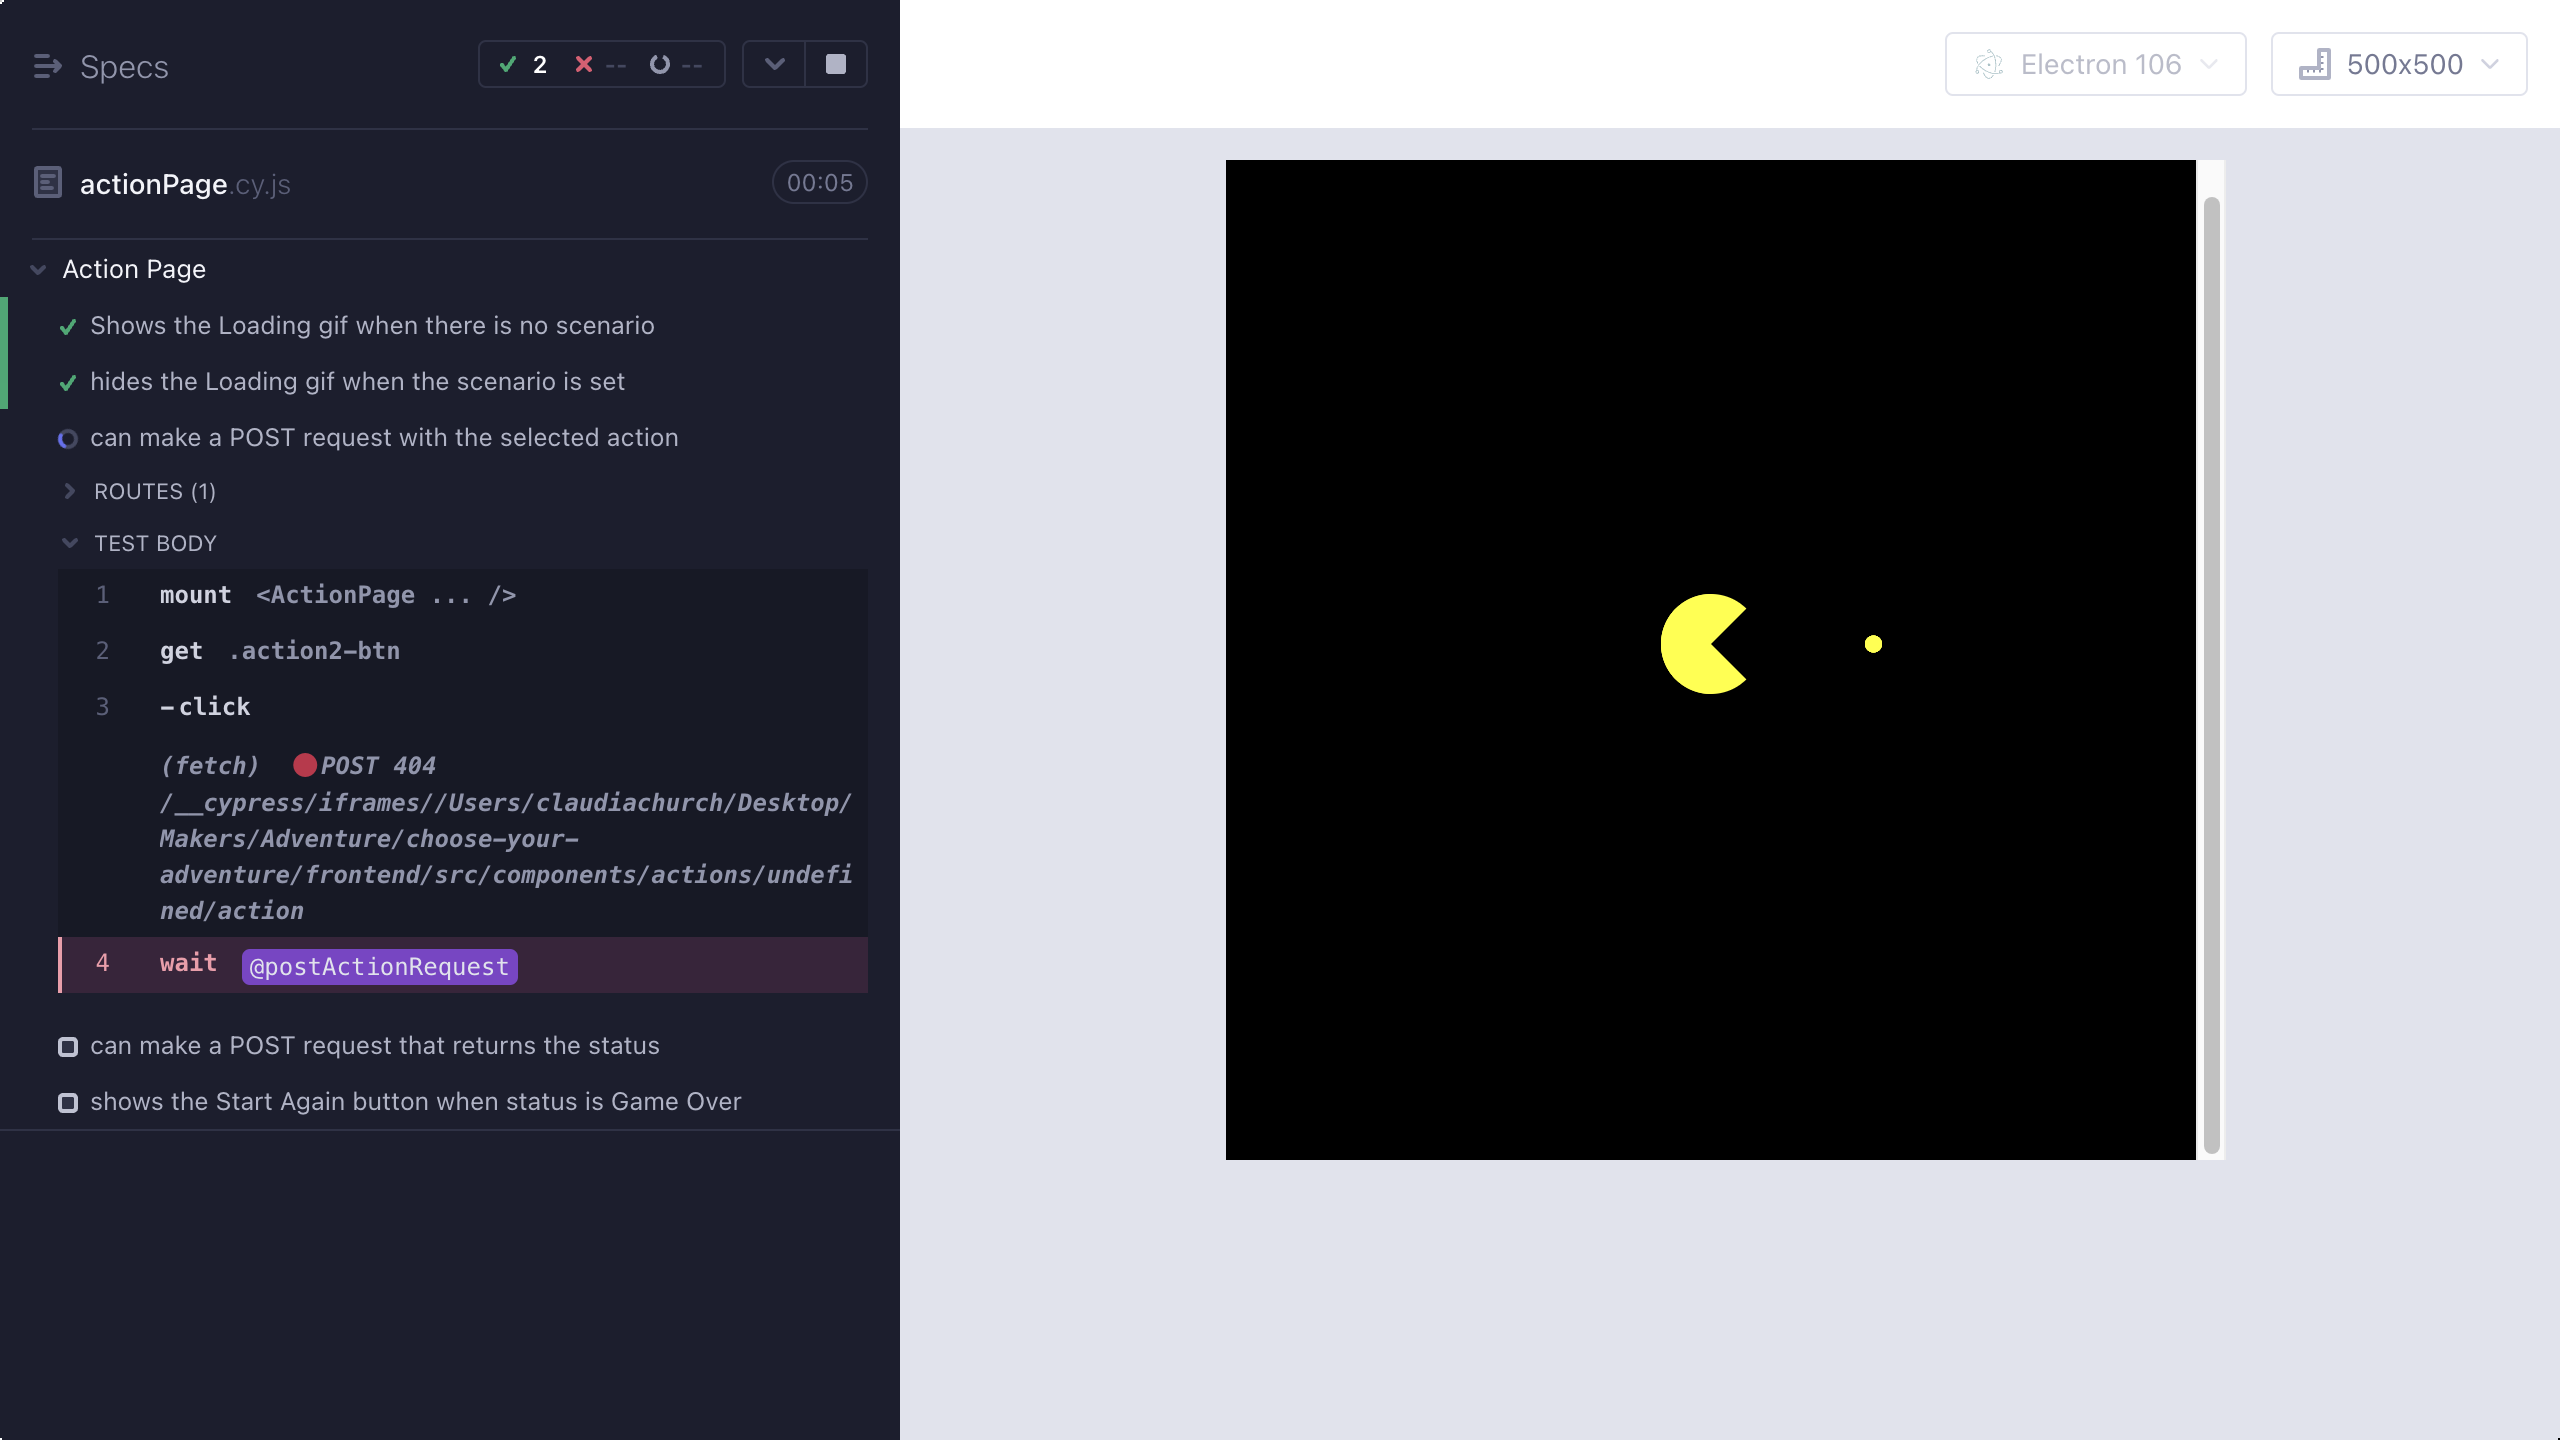 Specs
2 -- --
Electron 106
500x500
actionPage.cy.js
00:05
Action Page
Shows the Loading gif when there is no scenario
hides the Loading gif when the scenario is set
can make a POST request with the selected action
ROUTES (1)
TEST BODY
1 mount <ActionPage ... />
2 get .action2-btn
3 -click
(fetch) POST 404
/__cypress/iframes//Users/claudiachurch/Desktop/
Makers/Adventure/choose-your-
adventure/frontend/src/components/actions/undefi
ned/action
4 wait @postActionRequest
can make a POST request that returns the status
shows the Start Again button when status is Game Over